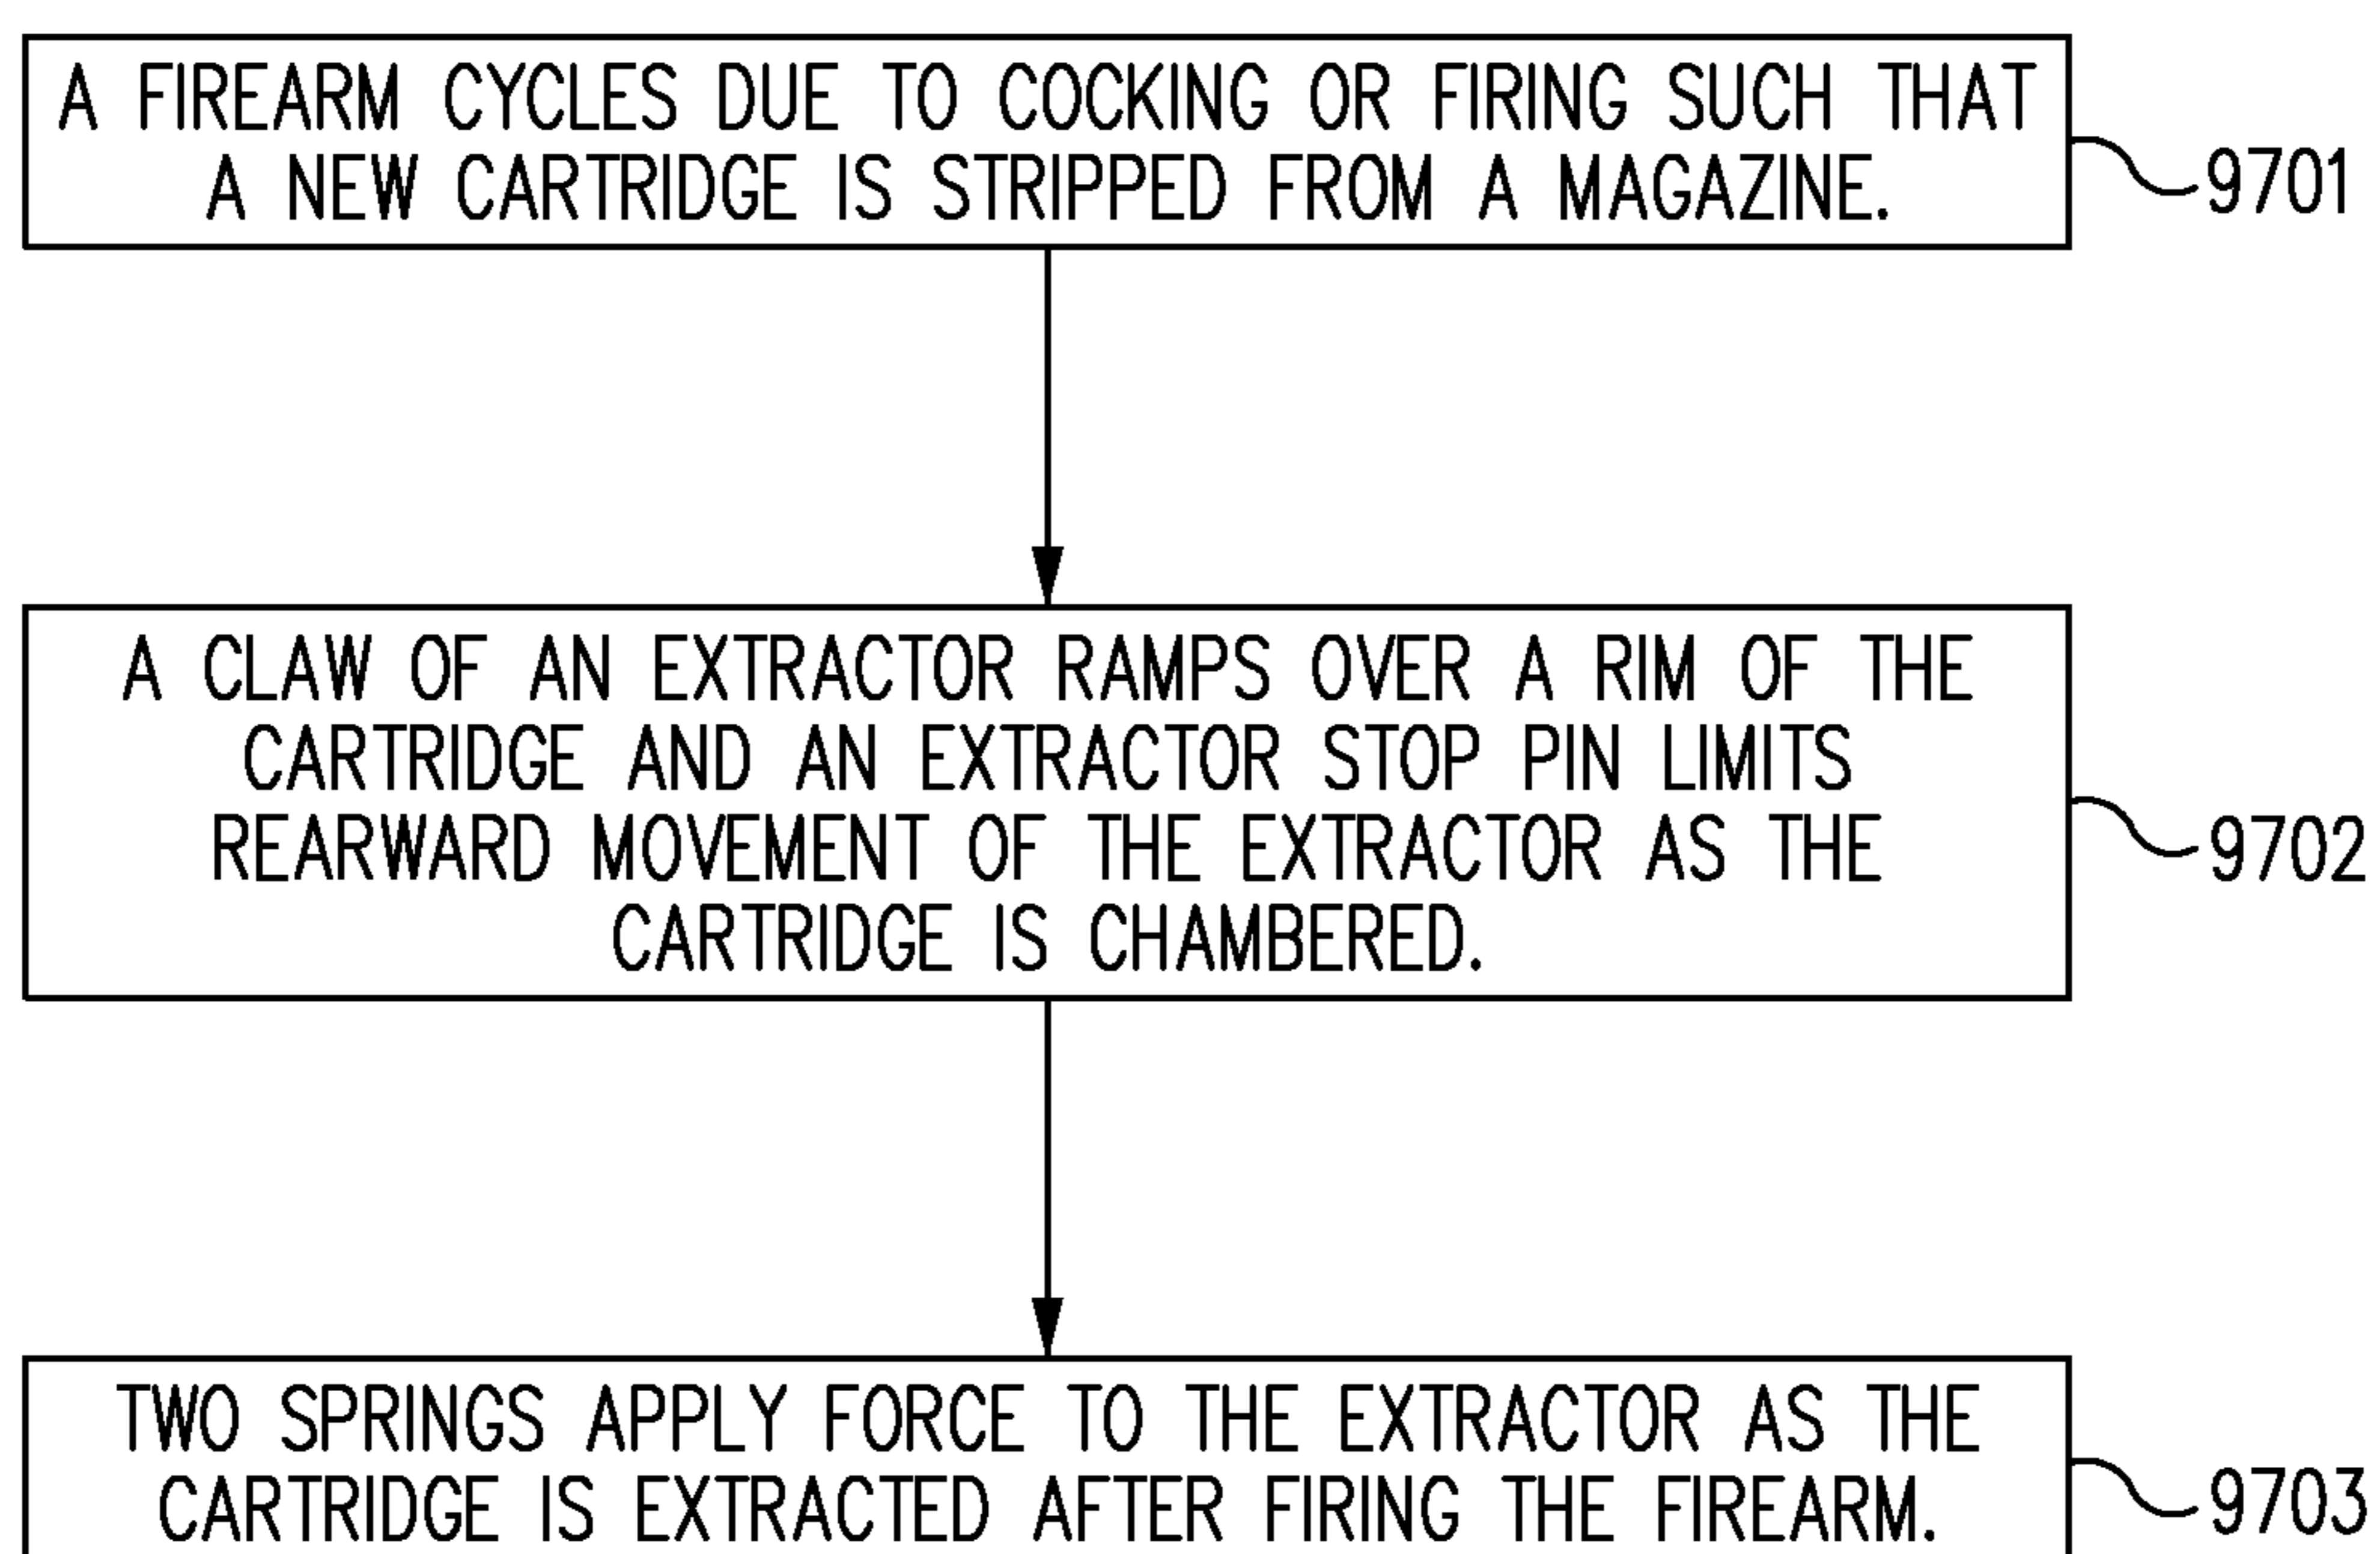 A FIREARM CYCLES DUE TO COCKING OR FIRING SUCH THAT
A NEW CARTRIDGE IS STRIPPED FROM A MAGAZINE.
9701
A CLAW OF AN EXTRACTOR RAMPS OVER A RIM OF THE
CARTRIDGE AND AN EXTRACTOR STOP PIN LIMITS
REARWARD MOVEMENT OF THE EXTRACTOR AS THE
CARTRIDGE IS CHAMBERED.
9702
TWO SPRINGS APPLY FORCE TO THE EXTRACTOR AS THE
CARTRIDGE IS EXTRACTED AFTER FIRING THE FIREARM.
9703